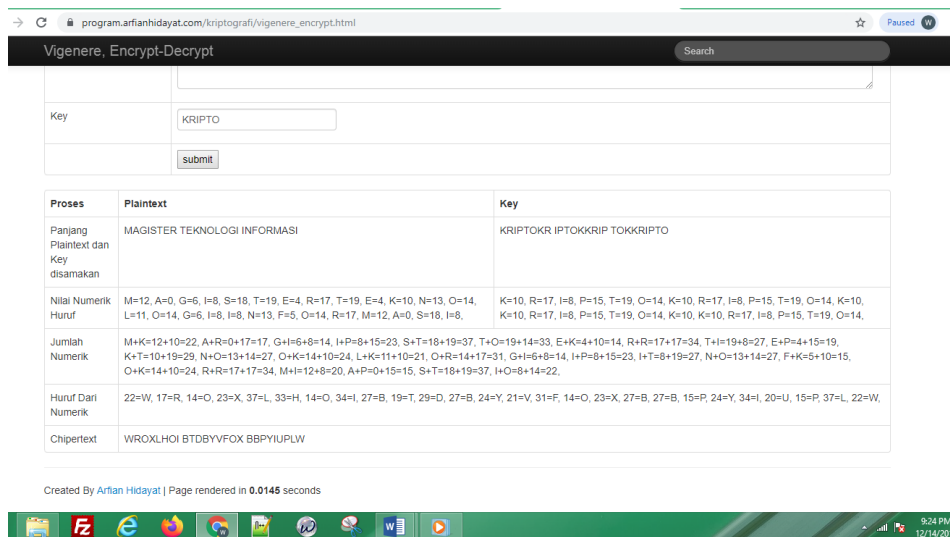 program.arfianhidayat.com/kriptografi/vigenere_encrypt.html
Paused W
Vigenere, Encrypt-Decrypt
Search
Key
KRIPTO
submit
Proses Plaintext Key
Panjang Plaintext dan Key disamakan
MAGISTER TEKNOLOGI INFORMASI
KRIPTOKR IPTOKKRIP TOKKRIPTO
Nilai Numerik Huruf
M=12, A=0, G=6, I=8, S=18, T=19, E=4, R=17, T=19, E=4, K=10, N=13, O=14,
L=11, O=14, G=6, I=8, I=8, N=13, F=5, O=14, R=17, M=12, A=0, S=18, I=8,
K=10, R=17, I=8, P=15, T=19, O=14, K=10, R=17, I=8, P=15, T=19, O=14, K=10,
K=10, R=17, I=8, P=15, T=19, O=14, K=10, K=10, R=17, I=8, P=15, T=19, O=14,
Jumlah Numerik
M+K=12+10=22, A+R=0+17=17, G+I=6+8=14, I+P=8+15=23, S+T=18+19=37, T+O=19+14=33, E+K=4+10=14, R+R=17+17=34, T+I=19+8=27, E+P=4+15=19,
K+T=10+19=29, N+O=13+14=27, O+K=14+10=24, L+K=11+10=21, O+R=14+17=31, G+I=6+8=14, I+P=8+15=23, I+T=8+19=27, N+O=13+14=27, F+K=5+10=15,
O+K=14+10=24, R+R=17+17=34, M+I=12+8=20, A+P=0+15=15, S+T=18+19=37, I+O=8+14=22,
Huruf Dari Numerik
22=W, 17=R, 14=O, 23=X, 37=L, 33=H, 14=O, 34=I, 27=B, 19=T, 29=D, 27=B, 24=Y, 21=V, 31=F, 14=O, 23=X, 27=B, 27=B, 15=P, 24=Y, 34=I, 20=U, 15=P, 37=L, 22=W,
Chipertext WROXLHOI BTDBYVFOX BBPYIUPLW
Created By Arfian Hidayat | Page rendered in 0.0145 seconds
9:24 PM